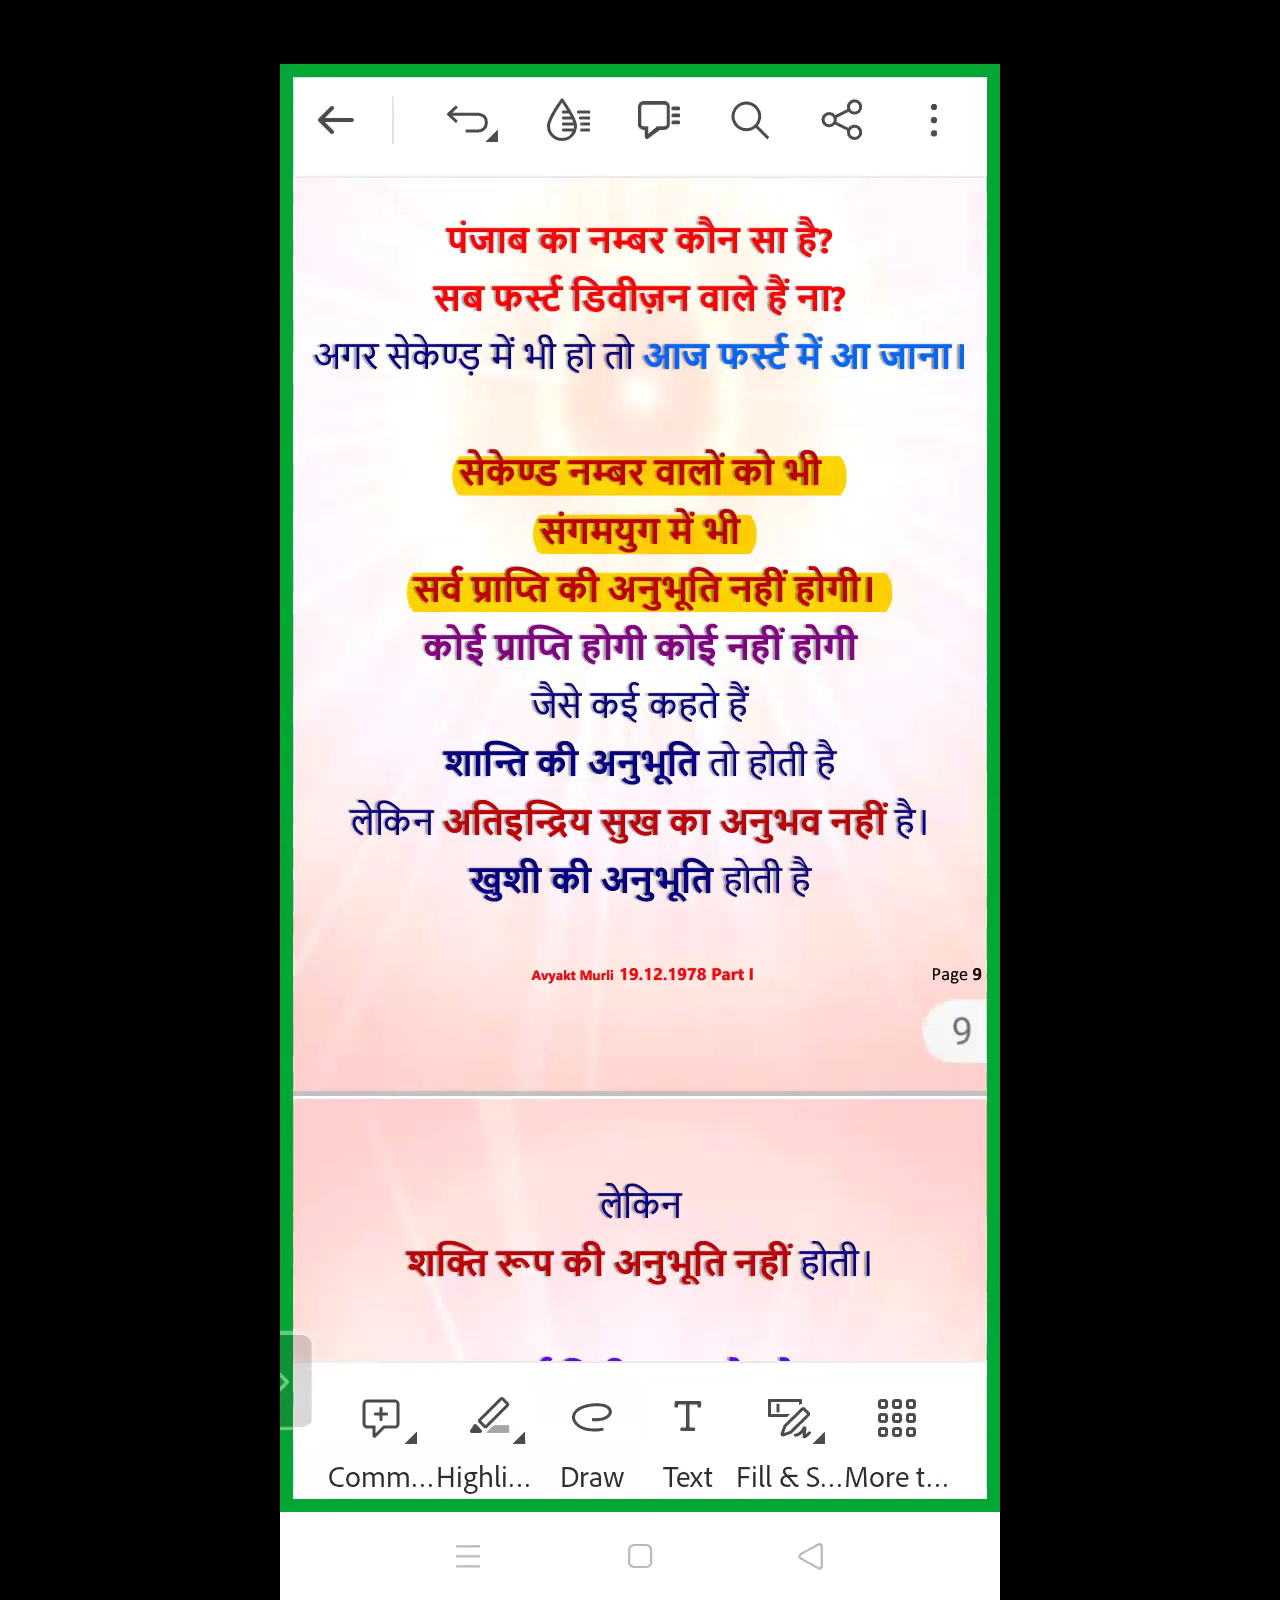 पंजाब का नम्बर कौन सा है?
सब फर्स्ट डिवीज़न वाले हैं ना?
अगर सेकेण्ड़ में भी हो तो आज फर्स्ट में आ जाना।
सेकेण्ड नम्बर वालों को भी
संगमयुग में भी
सर्व प्राप्ति की अनुभूति नहीं होगी।
कोई प्राप्ति होगी कोई नहीं होगी
जैसे कई कहते हैं
शान्ति की अनुभूति तो होती है
लेकिन अतिइन्द्रिय सुख का अनुभव नहीं है।
खुशी की अनुभूति होती है
Avyakt Murli 19.12.1978 Part I
Page 9
9
लेकिन
शक्ति रूप की अनुभूति नहीं होती।
Comm... Highli... Draw Text Fill & S... More t...